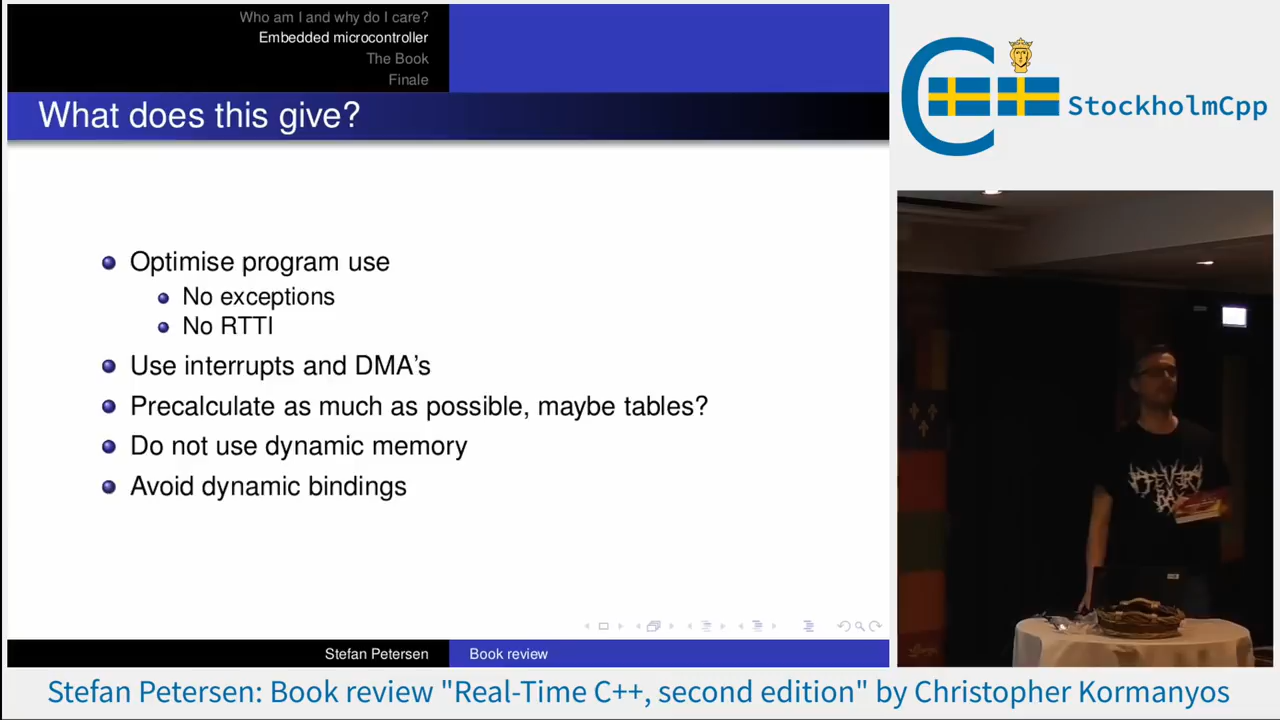 Who am I and why do I care?
Embedded microcontroller
The Book
Finale
What does this give?
Optimise program use
No exceptions
No RTTI
Use interrupts and DMA's
Precalculate as much as possible, maybe tables?
Do not use dynamic memory
Avoid dynamic bindings
Stefan Petersen
Book review
StockholmCpp
Stefan Petersen: Book review "Real-Time C++, second edition" by Christopher Kormanyos